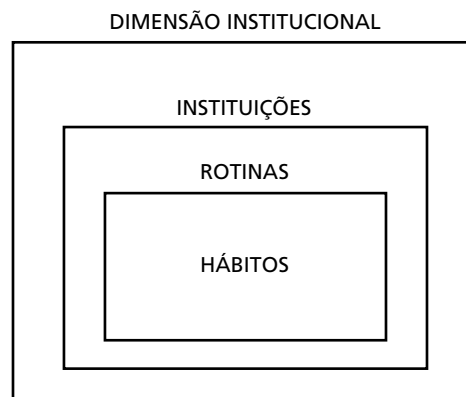 DIMENSÃO INSTITUCIONAL
INSTITUIÇÕES
ROTINAS
HÁBITOS